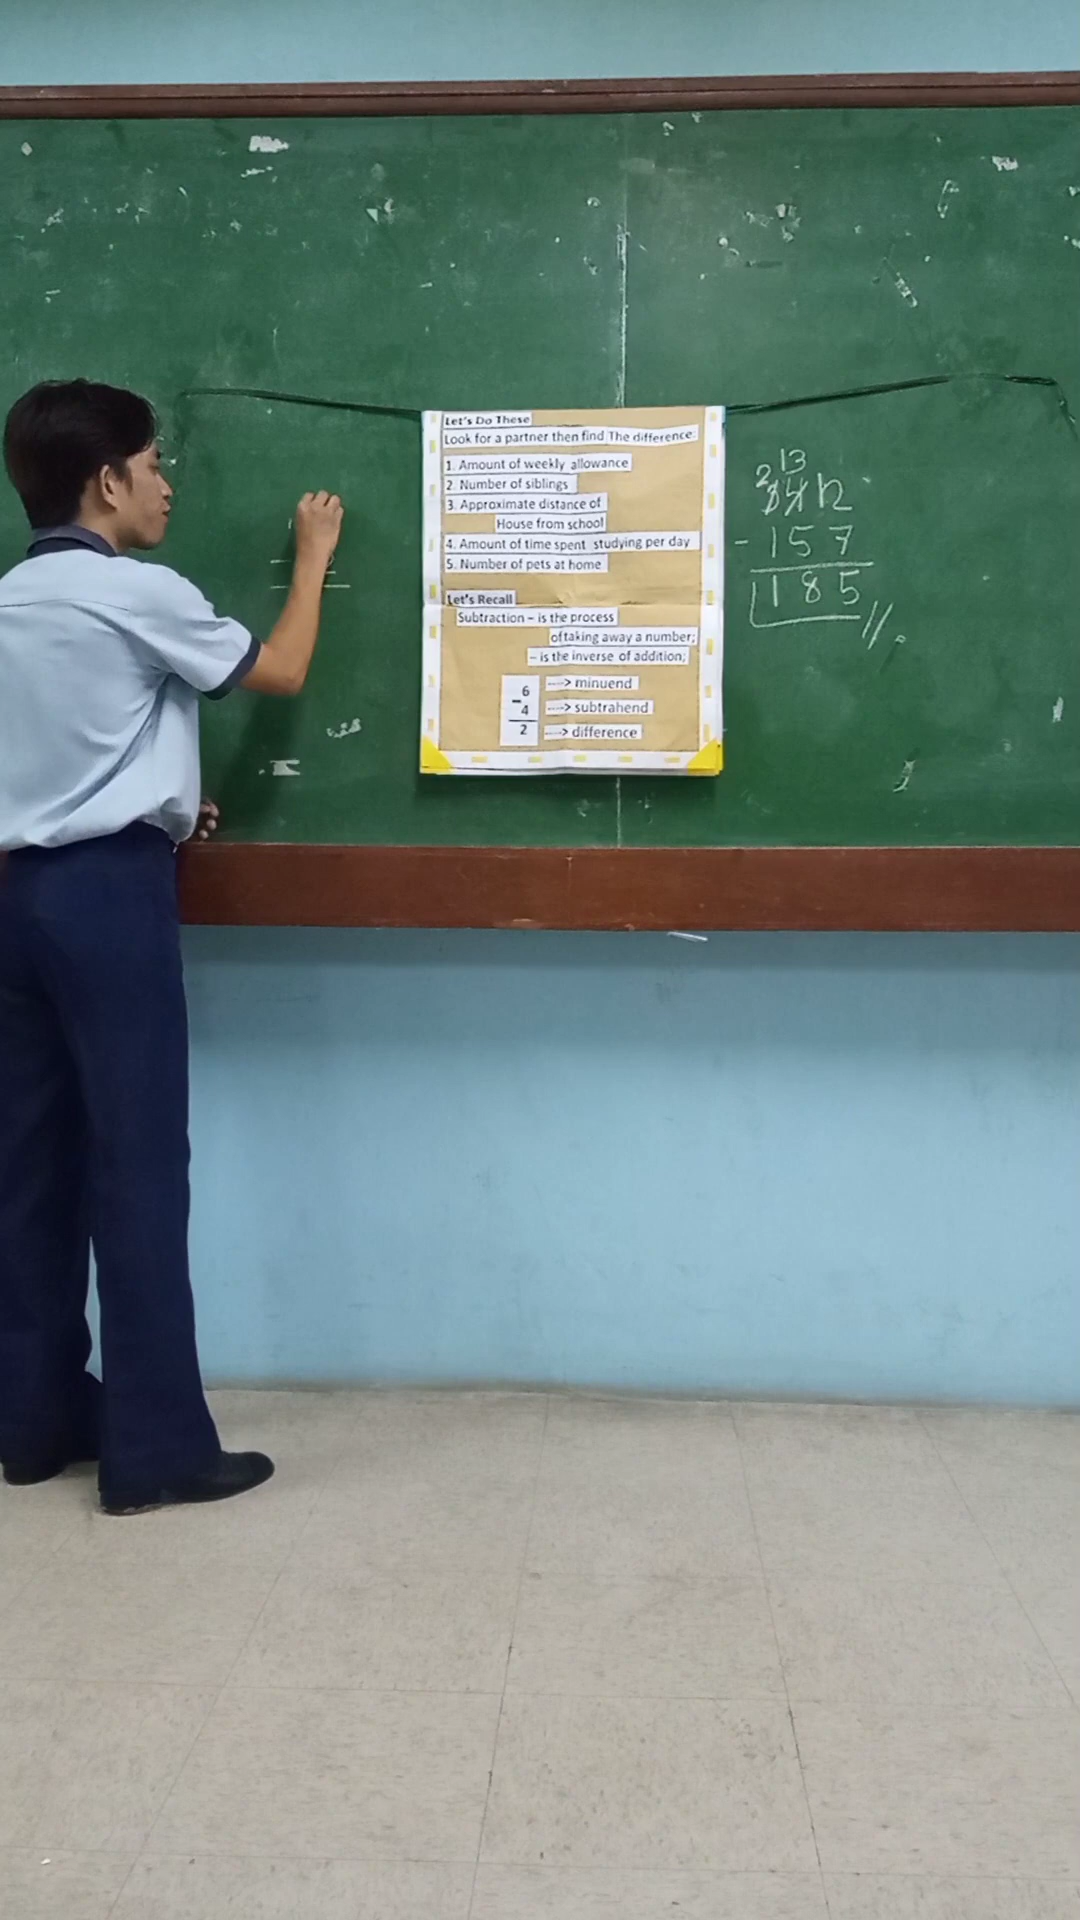 Let's Do These
Look for a partner then find The difference:
1. Amount of weekly allowance
2. Number of siblings
3. Approximate distance of
House from school
4. Amount of time spent studying per day
5. Number of pets at home
Let's Recall
Subtraction – is the process
of taking away a number;
– is the inverse of addition;
6 ----> minuend
- 4 ----> subtrahend
2 ----> difference
2 13
3 4 12
- 1 5 7
1 8 5 //.